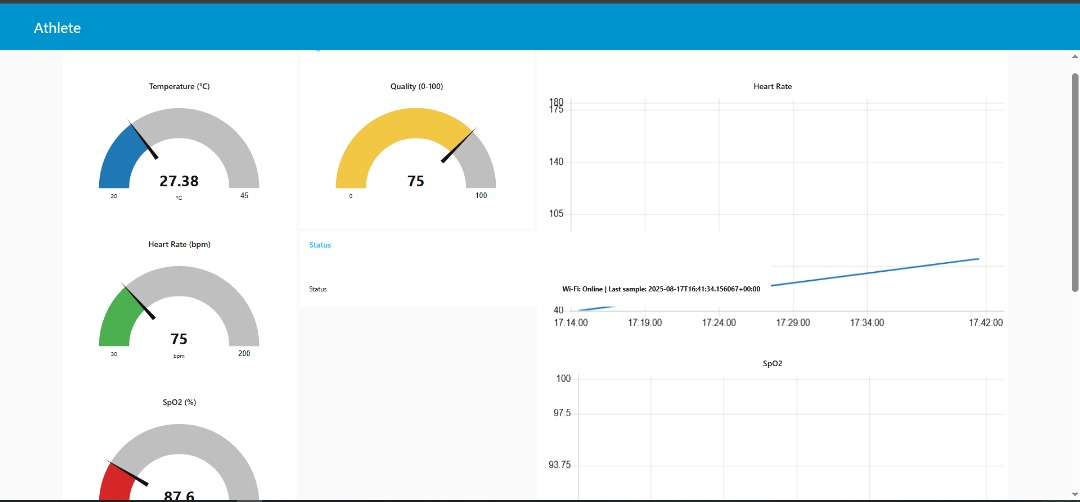 Athlete
Temperature (°C)
27.38
°C
20
45
Heart Rate (bpm)
75
bpm
30
200
SpO2 (%)
87.6
Quality (0-100)
75
0
100
Status
Status
Wi-Fi: Online | Last sample: 2025-08-17T16:41:34.156067+00:00
Heart Rate
180
175
140
105
40
17:14:00 17:19:00 17:24:00 17:29:00 17:34:00 17:42:00
SpO2
100
97.5
93.75